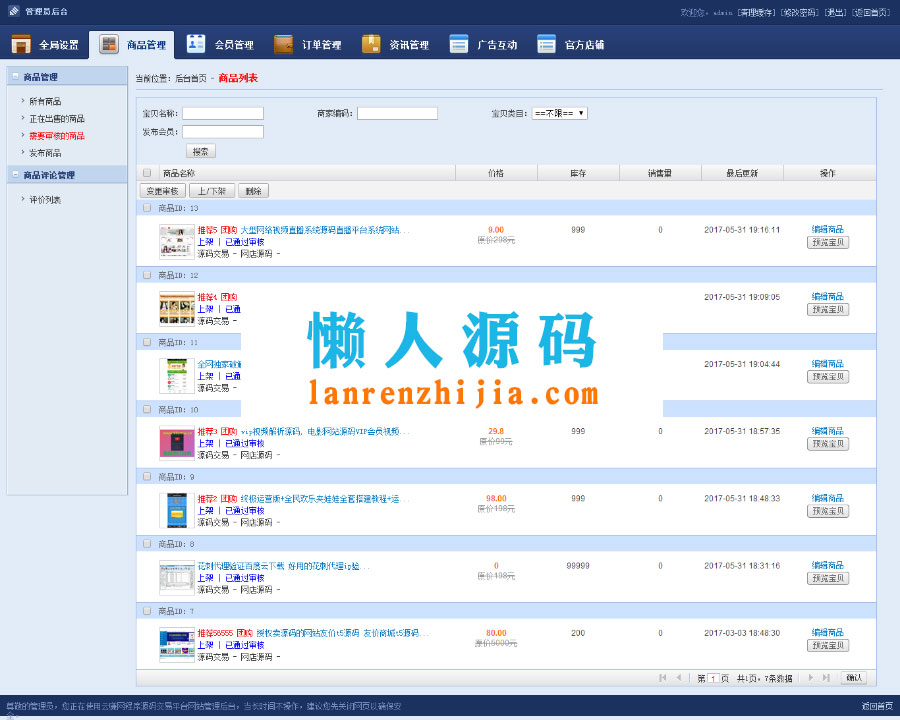 管理员后台
欢迎您，admin [清理缓存] [修改密码] [退出] [返回首页]
全局设置 商品管理 会员管理 订单管理 资讯管理 广告互动 官方店铺
商品管理
所有商品
正在出售的商品
需要审核的商品
发布商品
商品评论管理
评价列表
当前位置：后台首页 - 商品列表
宝贝名称： 商家编码： 宝贝类目： ==不限==
发布会员：
搜索
商品名称 价格 库存 销售量 最后更新 操作
变更审核 上/下架 删除
商品ID: 13
推荐5 团购 大型网络视频直播系统源码直播平台系统网站... 9.00 999 0 2017-05-31 19:16:11 编辑商品
上架 | 已通过审核 原价298元 预览宝贝
源码交易 - 网店源码 -
商品ID: 12
推荐4 团购 2017-05-31 19:09:05 编辑商品
上架 | 已通 预览宝贝
源码交易 -
商品ID: 11
全网独家破解 2017-05-31 19:04:44 编辑商品
上架 | 已通 预览宝贝
源码交易 -
懒人源码
lanrenzhijia.com
商品ID: 10
推荐3 团购 vip视频解析源码, 电影网站源码VIP会员视频... 29.8 999 0 2017-05-31 18:57:35 编辑商品
上架 | 已通过审核 原价99元 预览宝贝
源码交易 - 网店源码 -
商品ID: 9
推荐2 团购 终极运营版+全民欢乐夹娃娃全套搭建教程+运... 98.00 999 0 2017-05-31 18:48:33 编辑商品
上架 | 已通过审核 原价198元 预览宝贝
源码交易 - 网店源码 -
商品ID: 8
花刺代理验证百度云下载 好用的花刺代理ip验... 0 99999 0 2017-05-31 18:31:16 编辑商品
上架 | 已通过审核 原价198元 预览宝贝
源码交易 - 网店源码 -
商品ID: 7
推荐56555 团购 授权卖源码的网站友价t5源码 友价商城t5源码... 80.00 200 0 2017-03-03 18:48:30 编辑商品
上架 | 已通过审核 原价5000元 预览宝贝
源码交易 - 网店源码 -
第 1 页 共1页，7条数据 确认
尊敬的管理员，您正在使用去赚网程序源码交易平台网站管理后台，当长时间不操作，建议您先关闭网页以确保安
返回首页